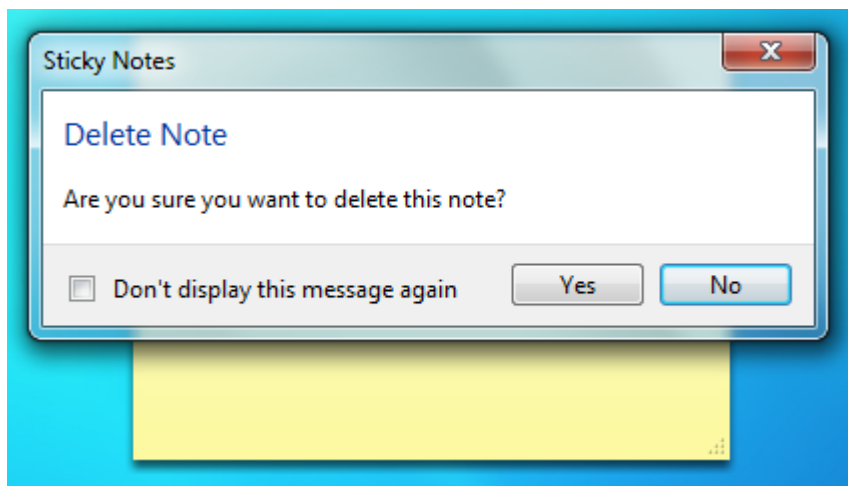 Sticky Notes
Delete Note
Are you sure you want to delete this note?
Don't display this message again
Yes
No